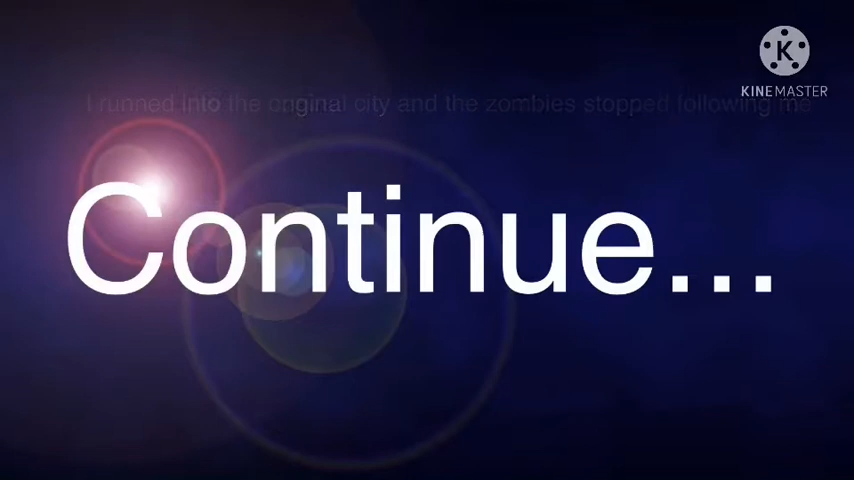 KINEMASTER
I runned into the original city and the zombies stopped following me
Continue...